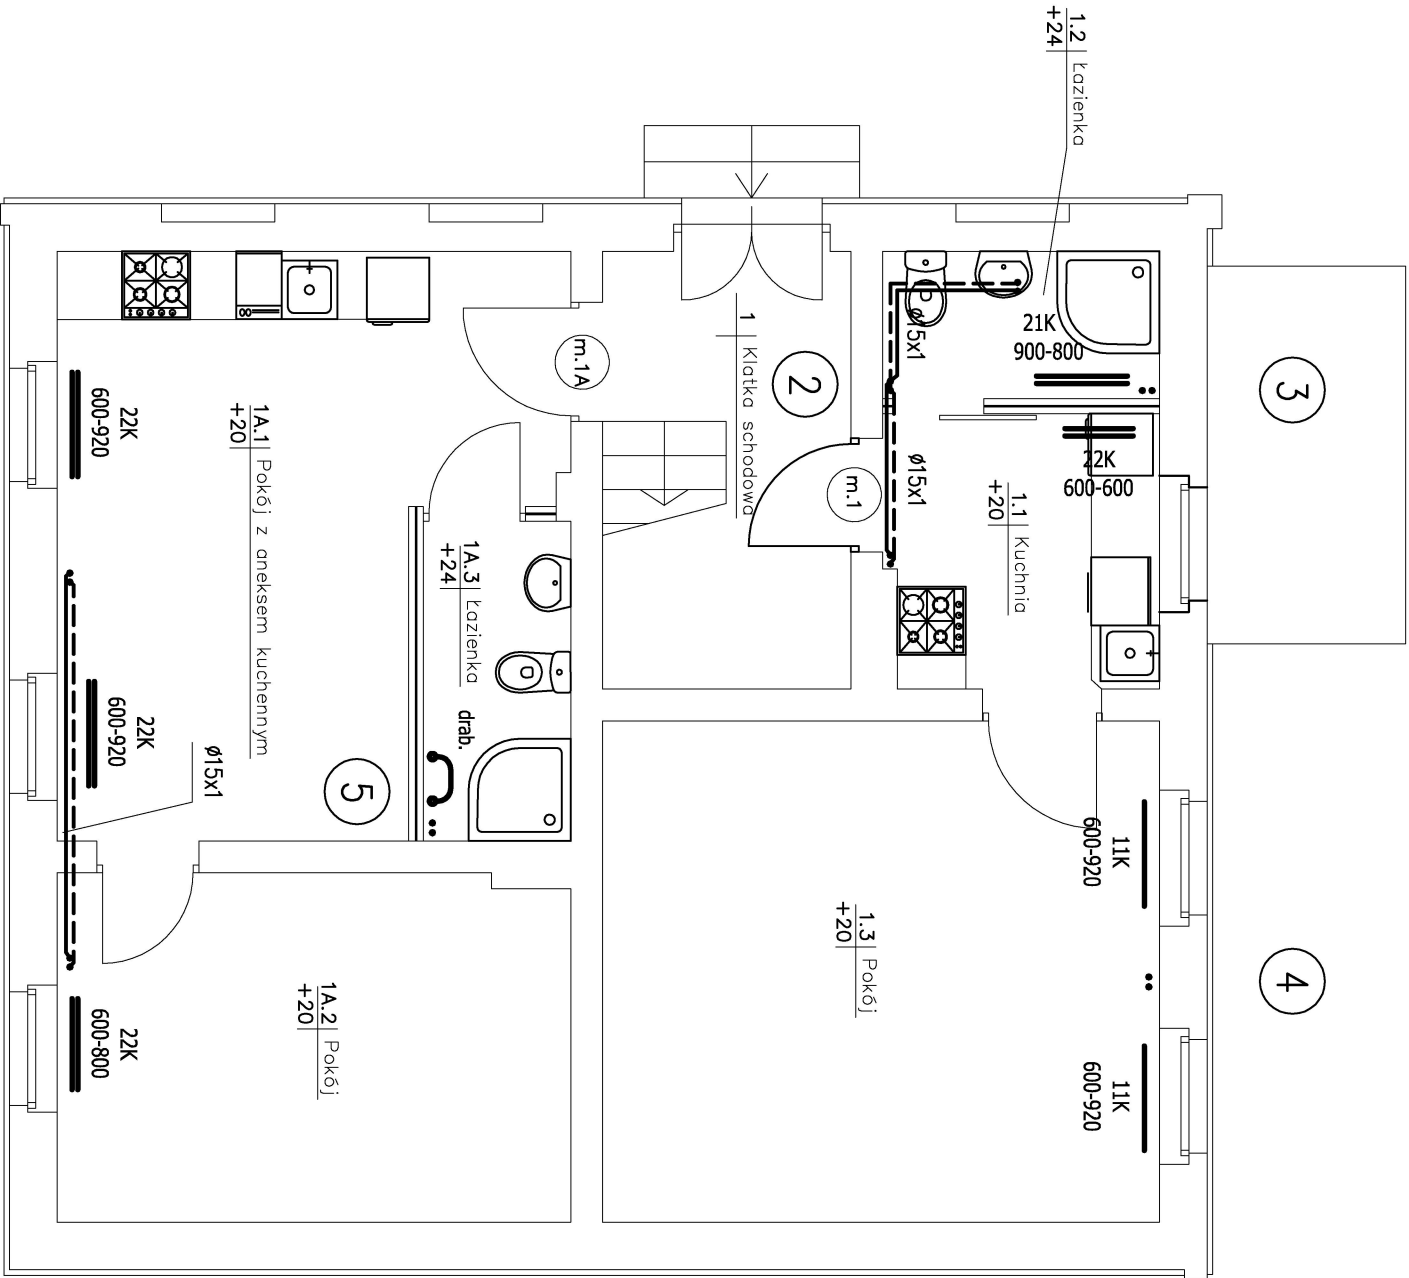 1.2 Łazienka
+24
3
4
21K
900-800
ø15x1
22K
600-600
ø15x1
1.1 Kuchnia
+20
m.1
2
1 Klatka schodowa
m.1A
11K
600-920
11K
600-920
1.3 Pokój
+20
1A.3 Łazienka
+24
drab.
5
1A.1 Pokój z aneksem kuchennym
+20
22K
600-920
22K
600-920
ø15x1
1A.2 Pokój
+20
22K
600-800